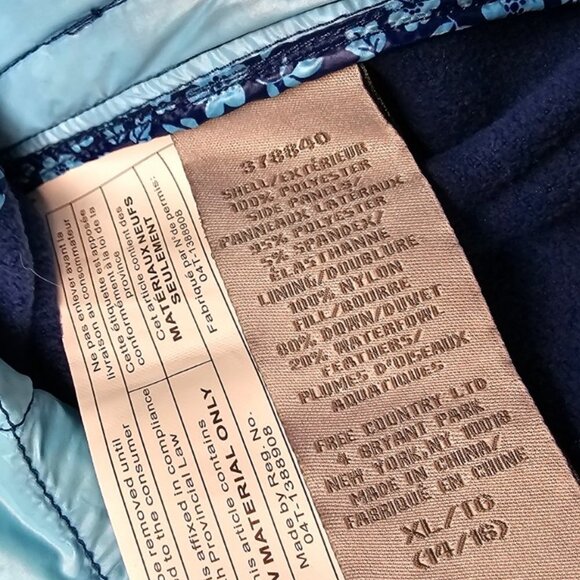 378840
SHELL/EXTÉRIEUR
100% POLYESTER
SIDE PANELS/
PANNEAUX LATÉRAUX
95% POLYESTER
5% SPANDEX/
ÉLASTHANNE
LINING/DOUBLURE
100% NYLON
FILL/BOURRE
80% DOWN/DUVET
20% WATERFOWL
FEATHERS/
PLUMES D'OISEAUX
AQUATIQUES
FREE COUNTRY LTD
4 BRYANT PARK
NEW YORK, NY 10018
MADE IN CHINA/
FAIT EN CHINE
XL/TG
(14/16)
Ne pas enlever avant la
livraison au consommateur
Cette étiquette est apposée
conformément à la loi de la
Province
Cet article contient des
MATÉRIAUX NEUFS
SEULEMENT
Fabriqué par N° de permis:
04T-138908
be removed until
d to the consumer
is affixed in compliance
h Provincial Law
his article contains
W MATERIAL ONLY
Made by Reg. No.
04T-138908